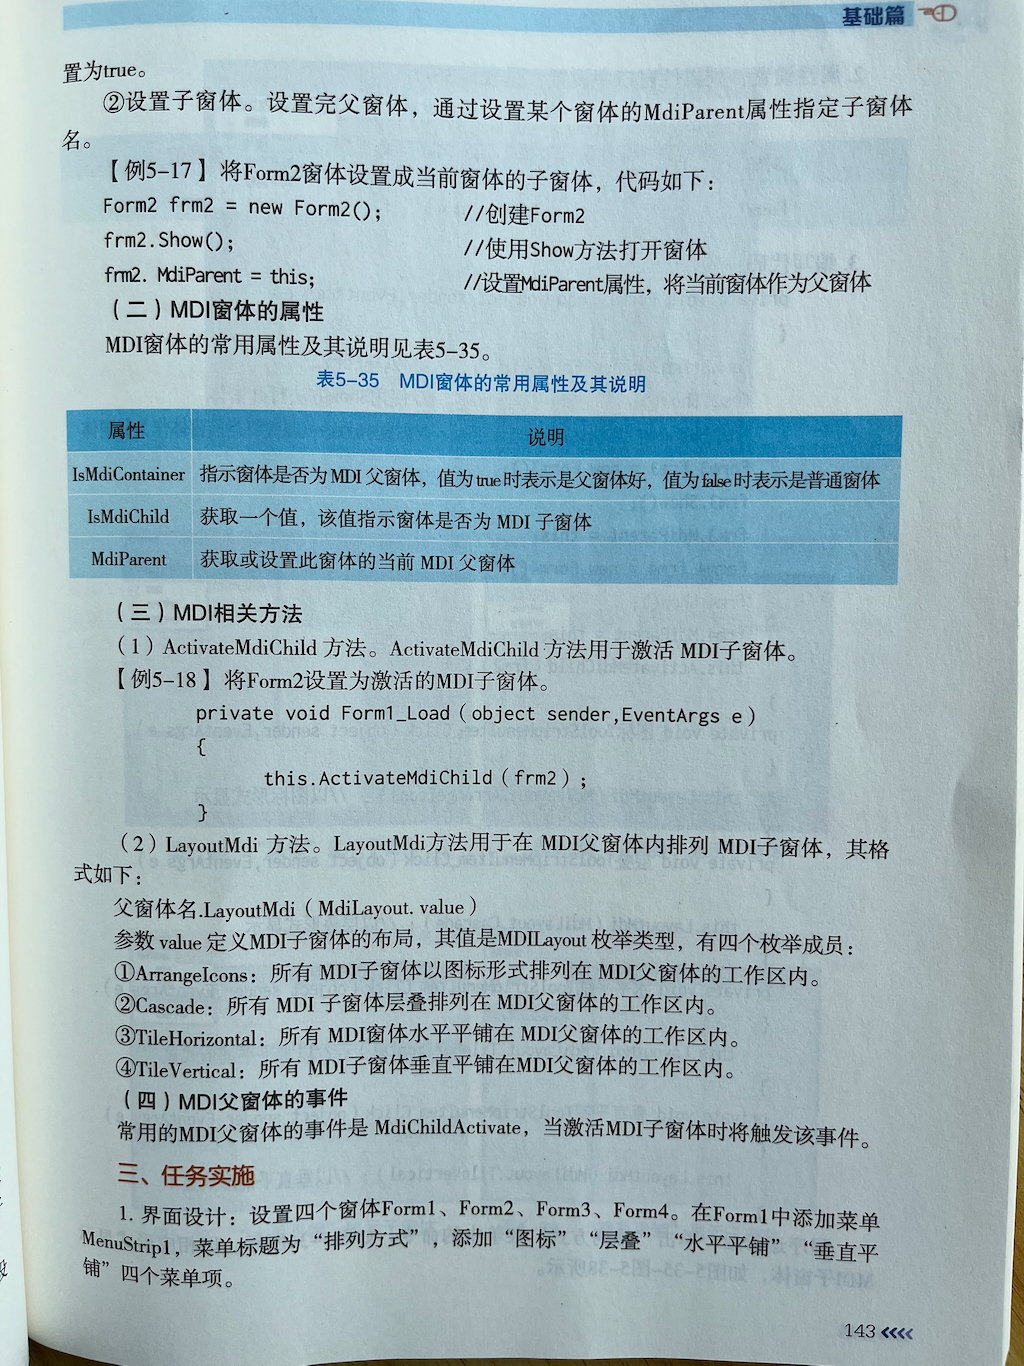 基础篇
置为true。
②设置子窗体。设置完父窗体，通过设置某个窗体的MdiParent属性指定子窗体
名。
【例5-17】将Form2窗体设置成当前窗体的子窗体，代码如下：
Form2 frm2 = new Form2(); //创建Form2
frm2.Show(); //使用Show方法打开窗体
frm2. MdiParent = this; //设置MdiParent属性，将当前窗体作为父窗体
（二）MDI窗体的属性
MDI窗体的常用属性及其说明见表5-35。
表5-35 MDI窗体的常用属性及其说明
属性 说明
IsMdiContainer 指示窗体是否为 MDI 父窗体，值为 true 时表示是父窗体好，值为 false 时表示是普通窗体
IsMdiChild 获取一个值，该值指示窗体是否为 MDI 子窗体
MdiParent 获取或设置此窗体的当前 MDI 父窗体
（三）MDI相关方法
（1）ActivateMdiChild 方法。ActivateMdiChild 方法用于激活 MDI子窗体。
【例5-18】将Form2设置为激活的MDI子窗体。
private void Form1_Load（object sender,EventArgs e）
{
this.ActivateMdiChild（frm2）;
}
（2）LayoutMdi 方法。LayoutMdi方法用于在 MDI父窗体内排列 MDI子窗体，其格
式如下：
父窗体名.LayoutMdi（MdiLayout. value）
参数 value 定义MDI子窗体的布局，其值是MDILayout 枚举类型，有四个枚举成员：
①ArrangeIcons：所有 MDI子窗体以图标形式排列在 MDI父窗体的工作区内。
②Cascade：所有 MDI 子窗体层叠排列在 MDI父窗体的工作区内。
③TileHorizontal：所有 MDI窗体水平平铺在 MDI父窗体的工作区内。
④TileVertical：所有 MDI子窗体垂直平铺在MDI父窗体的工作区内。
（四）MDI父窗体的事件
常用的MDI父窗体的事件是 MdiChildActivate，当激活MDI子窗体时将触发该事件。
三、任务实施
1. 界面设计：设置四个窗体Form1、Form2、Form3、Form4。在Form1中添加菜单
MenuStrip1，菜单标题为“排列方式”，添加“图标”“层叠”“水平平铺”“垂直平
铺”四个菜单项。
143